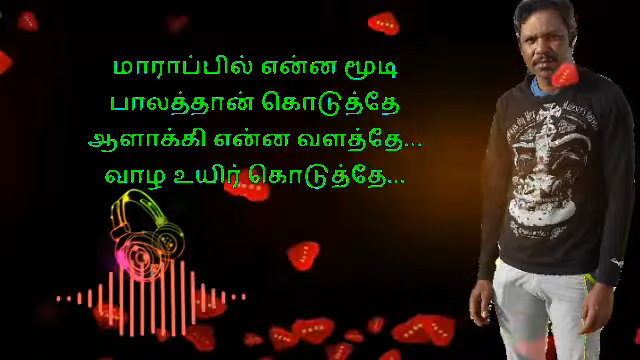 மாராப்பில் என்ன மூடி
பாலத்தான் கொடுத்தே
ஆளாக்கி என்ன வளத்தே...
வாழ உயிர் கொடுத்தே...